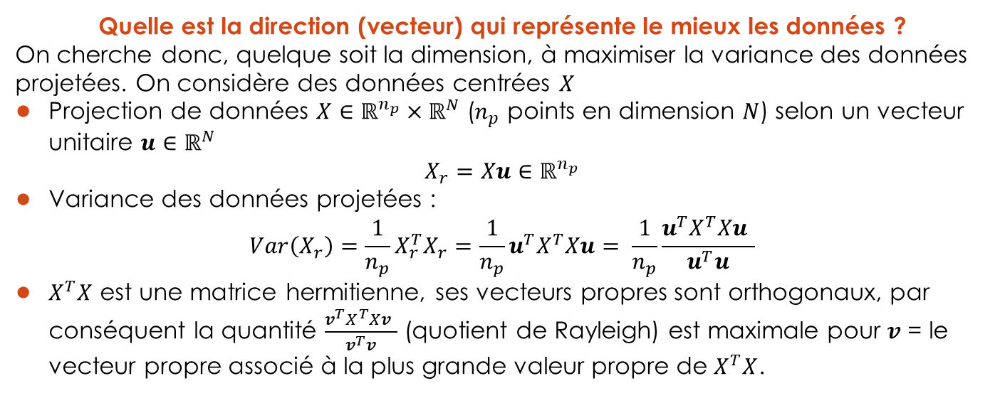 Quelle est la direction (vecteur) qui représente le mieux les données ?
On cherche donc, quelque soit la dimension, à maximiser la variance des données
projetées. On considère des données centrées $X$
● Projection de données $X \in \mathbb{R}^{n_p} \times \mathbb{R}^N$ ($n_p$ points en dimension $N$) selon un vecteur
unitaire $\boldsymbol{u} \in \mathbb{R}^N$
$X_r = X\boldsymbol{u} \in \mathbb{R}^{n_p}$
● Variance des données projetées :
$Var(X_r) = \frac{1}{n_p} X_r^T X_r = \frac{1}{n_p} \boldsymbol{u}^T X^T X \boldsymbol{u} = \frac{1}{n_p} \frac{\boldsymbol{u}^T X^T X \boldsymbol{u}}{\boldsymbol{u}^T \boldsymbol{u}}$
● $X^T X$ est une matrice hermitienne, ses vecteurs propres sont orthogonaux, par
conséquent la quantité $\frac{\boldsymbol{v}^T X^T X \boldsymbol{v}}{\boldsymbol{v}^T \boldsymbol{v}}$ (quotient de Rayleigh) est maximale pour $\boldsymbol{v}$ = le
vecteur propre associé à la plus grande valeur propre de $X^T X$.